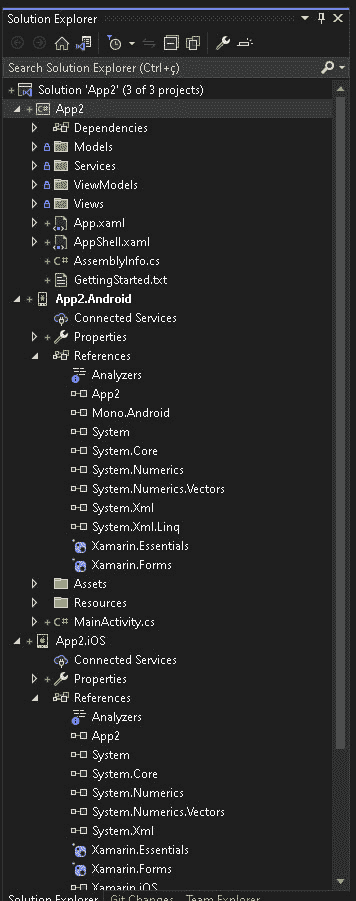 Solution Explorer
Search Solution Explorer (Ctrl+ç)
Solution 'App2' (3 of 3 projects)
C# App2
Dependencies
Models
Services
ViewModels
Views
App.xaml
AppShell.xaml
C# AssemblyInfo.cs
GettingStarted.txt
App2.Android
Connected Services
Properties
References
Analyzers
App2
Mono.Android
System
System.Core
System.Numerics
System.Numerics.Vectors
System.Xml
System.Xml.Linq
Xamarin.Essentials
Xamarin.Forms
Assets
Resources
C# MainActivity.cs
App2.iOS
Connected Services
Properties
References
Analyzers
App2
System
System.Core
System.Numerics
System.Numerics.Vectors
System.Xml
Xamarin.Essentials
Xamarin.Forms
Xamarin.iOS
Solution Explorer Git Changes Team Explorer